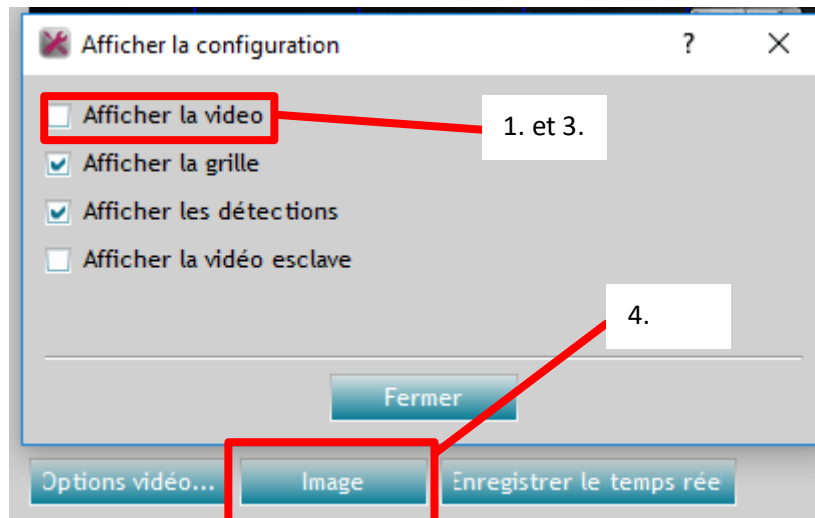 Afficher la configuration ? ×
Afficher la video
1. et 3.
Afficher la grille
Afficher les détections
Afficher la vidéo esclave
4.
Fermer
Options vidéo... Image Enregistrer le temps rée